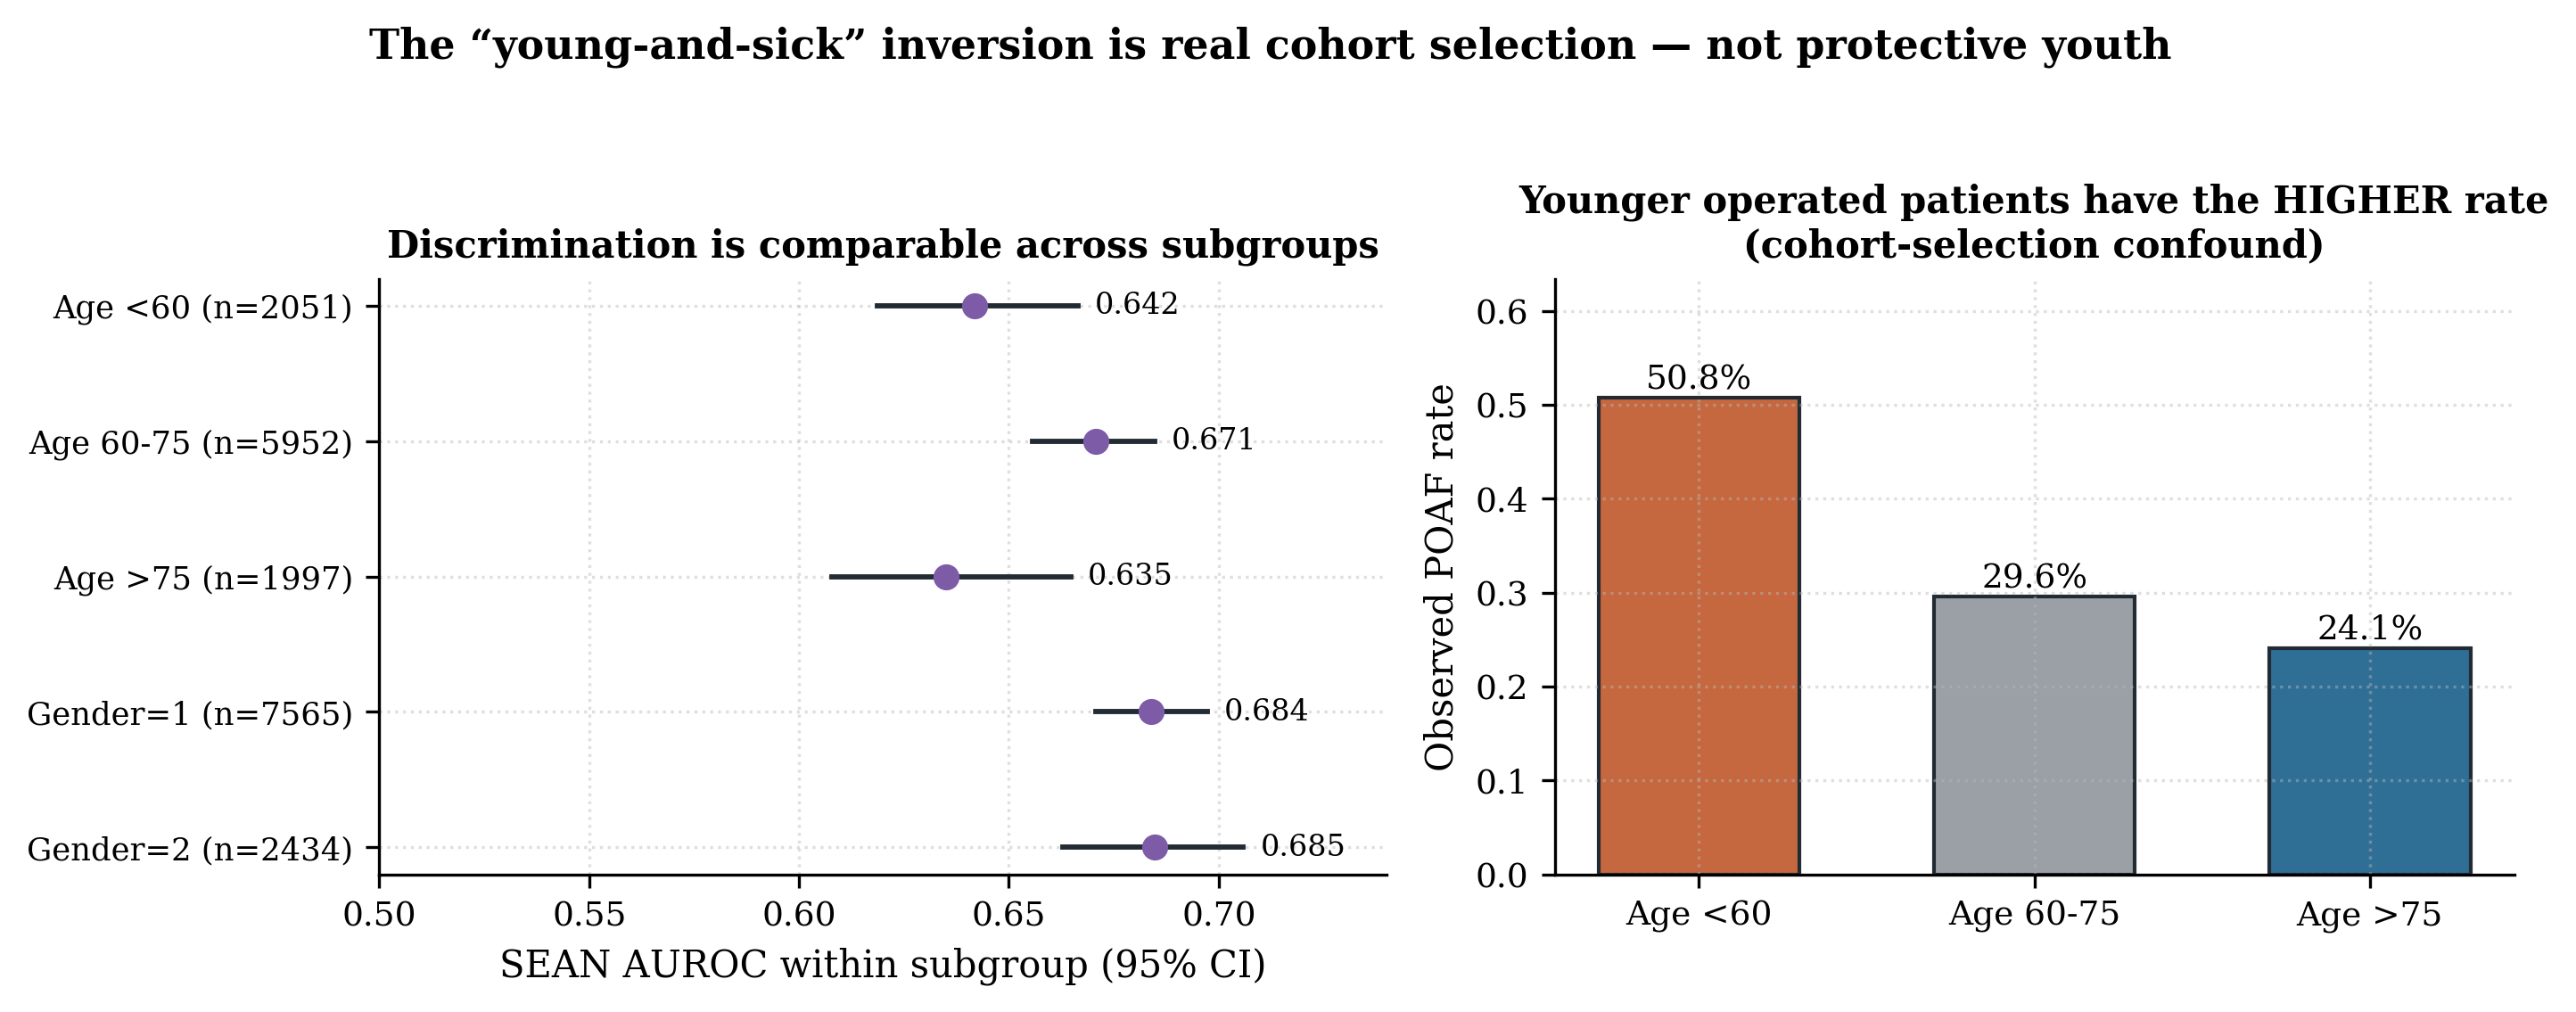 The “young-and-sick” inversion is real cohort selection — not protective youth
Discrimination is comparable across subgroups
Age <60 (n=2051)
0.642
Age 60-75 (n=5952)
0.671
Age >75 (n=1997)
0.635
Gender=1 (n=7565)
0.684
Gender=2 (n=2434)
0.685
0.50 0.55 0.60 0.65 0.70
SEAN AUROC within subgroup (95% CI)
Younger operated patients have the HIGHER rate
(cohort-selection confound)
Observed POAF rate
0.6
0.5
0.4
0.3
0.2
0.1
0.0
50.8%
29.6%
24.1%
Age <60 Age 60-75 Age >75